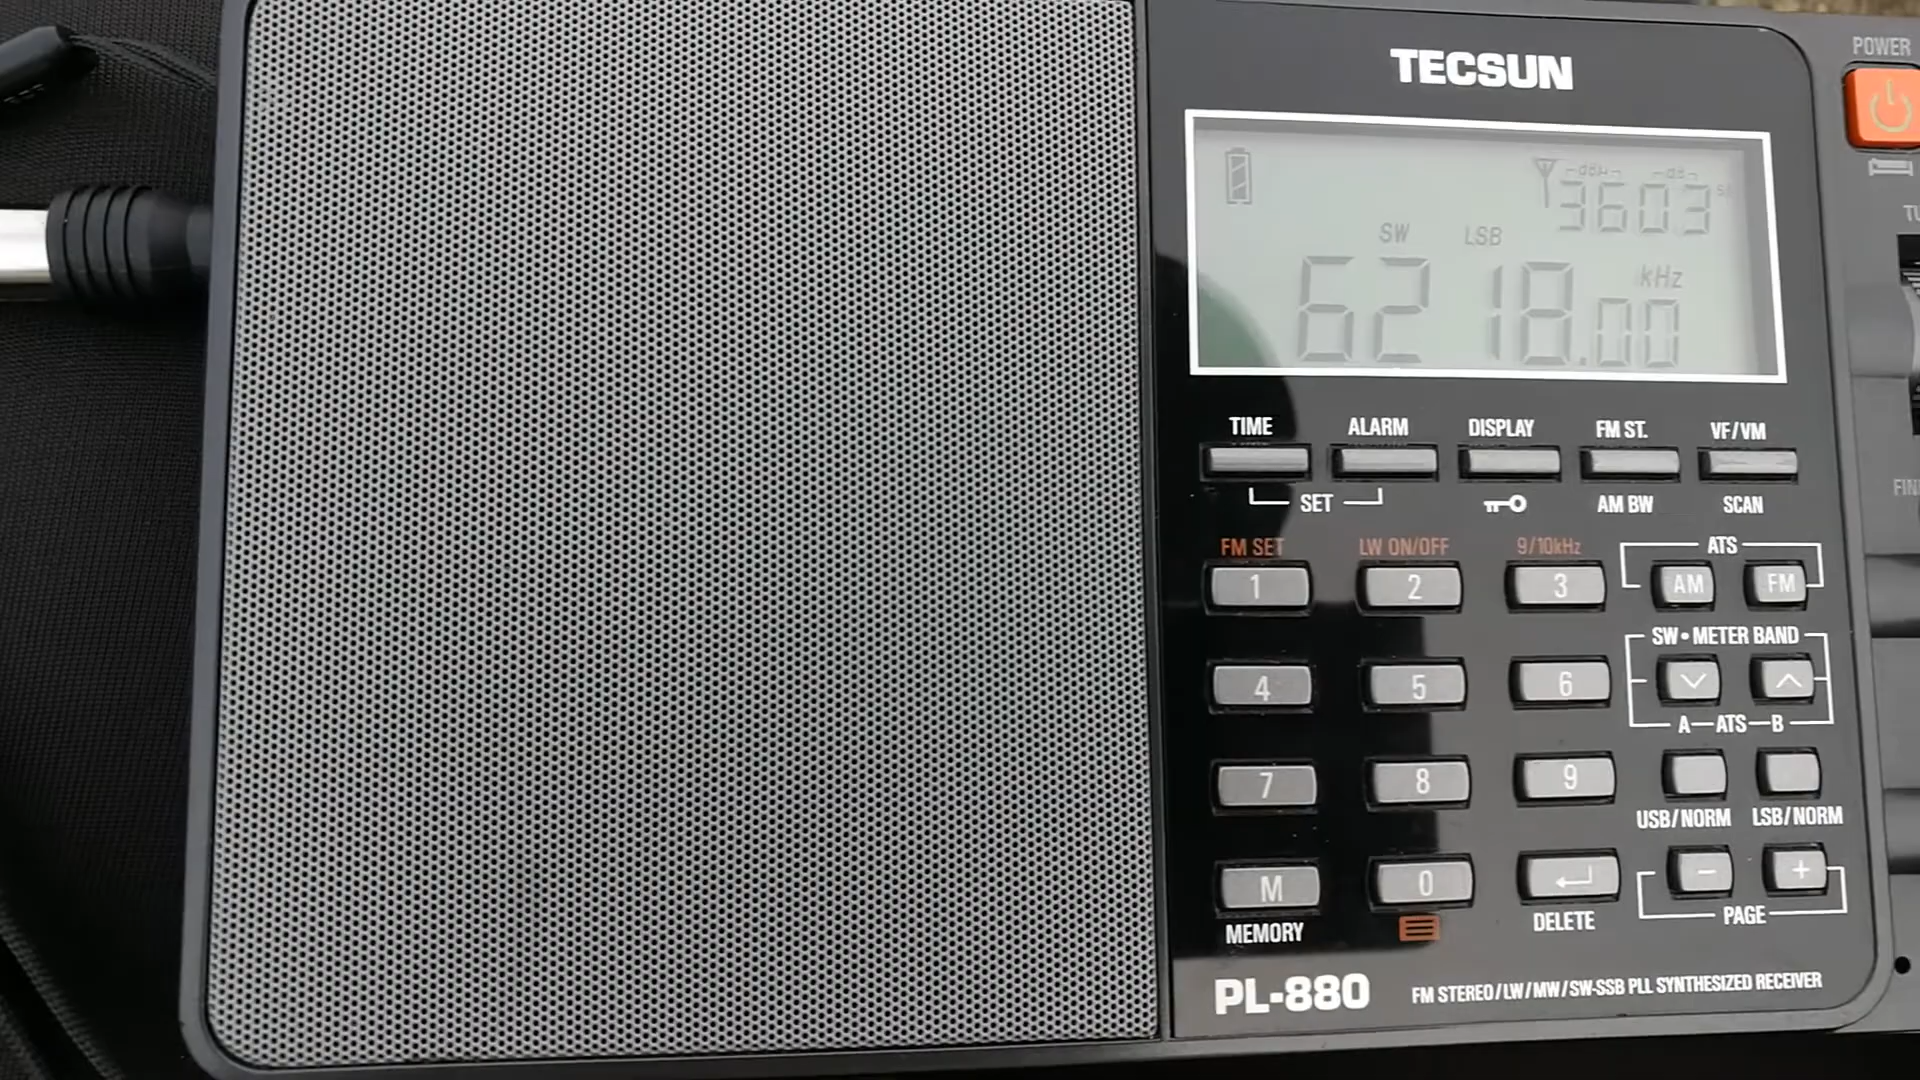 POWER
TECSUN
dBμ dB
3603
SW LSB
kHz
6218.00
TIME ALARM DISPLAY FM ST. VF/VM
SET AM BW SCAN
FM SET LW ON/OFF 9/10kHz ATS
1 2 3 AM FM
SW•METER BAND
4 5 6
A ATS B
7 8 9
USB/NORM LSB/NORM
M 0 - +
MEMORY DELETE PAGE
PL-880 FM STEREO/LW/MW/SW-SSB PLL SYNTHESIZED RECEIVER